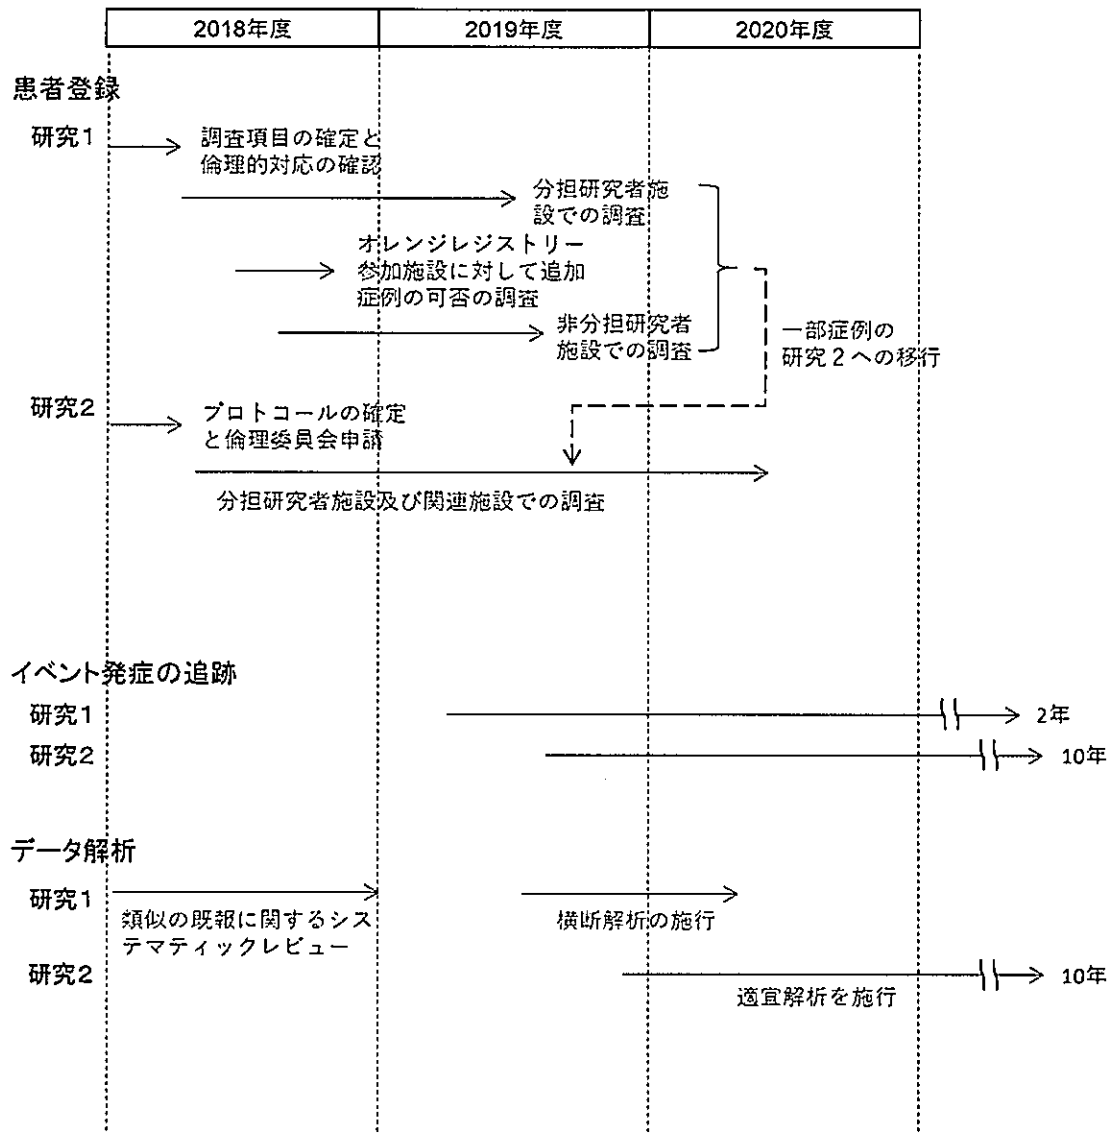 2018年度
2019年度
2020年度
患者登録
研究1
調査項目の確定と
倫理的対応の確認
分担研究者施
設での調査
オレンジレジストリー
参加施設に対して追加
症例の可否の調査
非分担研究者
施設での調査
一部症例の
研究２への移行
研究2
プロトコールの確定
と倫理委員会申請
分担研究者施設及び関連施設での調査
イベント発症の追跡
研究1
2年
研究2
10年
データ解析
研究1
類似の既報に関するシス
テマティックレビュー
横断解析の施行
研究2
10年
適宜解析を施行